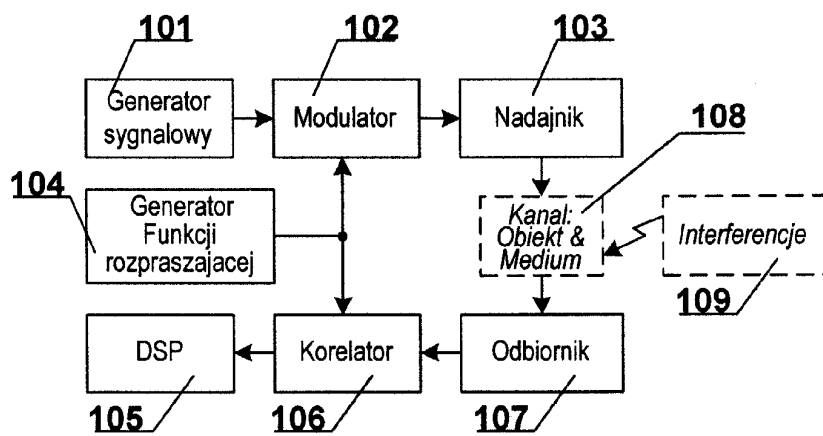 101
102
103
Generator
sygnalowy
Modulator
Nadajnik
108
104
Generator
Funkcji
rozpraszajacej
Kanal:
Obiekt &
Medium
Interferencje
109
DSP
Korelator
Odbiornik
105
106
107